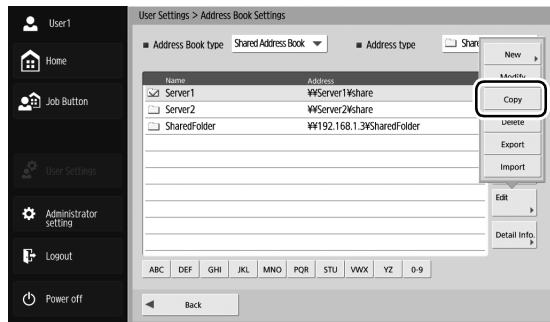 User1
Home
Job Button
User Settings
Administrator
setting
Logout
Power off
User Settings > Address Book Settings
■ Address Book type Shared Address Book ■ Address type
Name Address
Server1 ¥¥Server1¥share
Server2 ¥¥Server2¥share
SharedFolder ¥¥192.168.1.3¥SharedFolder
New
Modify
Copy
Delete
Export
Import
Edit
Detail Info.
ABC DEF GHI JKL MNO PQR STU VWX YZ 0-9
Back